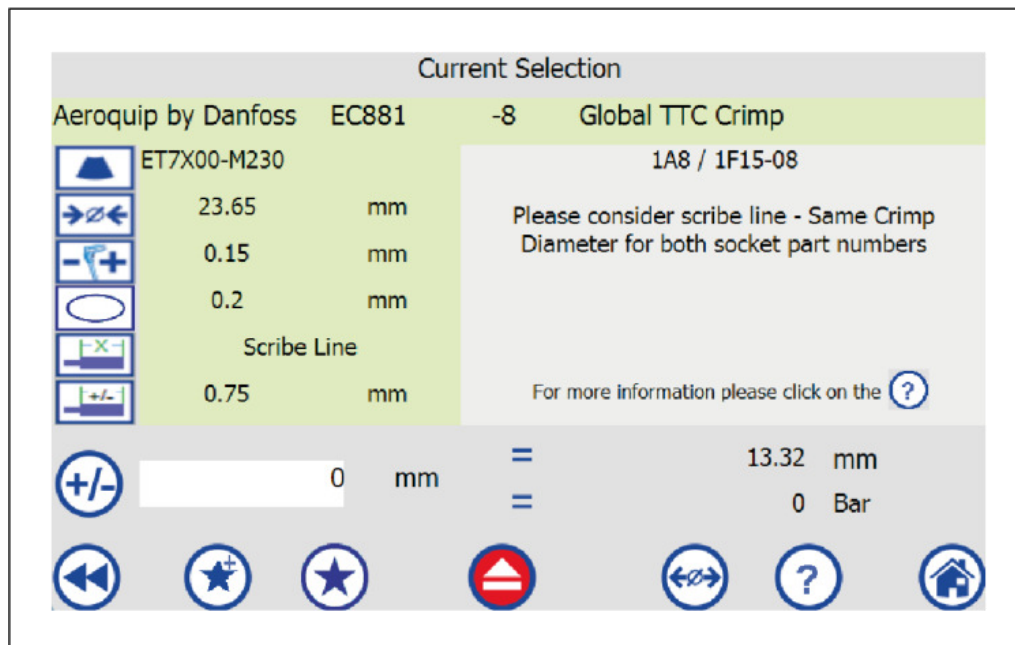 Current Selection
Aeroquip by Danfoss EC881 -8 Global TTC Crimp
ET7X00-M230
1A8 / 1F15-08
23.65 mm
Please consider scribe line - Same Crimp
Diameter for both socket part numbers
0.15 mm
0.2 mm
X
Scribe Line
+/-
0.75 mm
For more information please click on the ?
+/- 0 mm = 13.32 mm
= 0 Bar
?